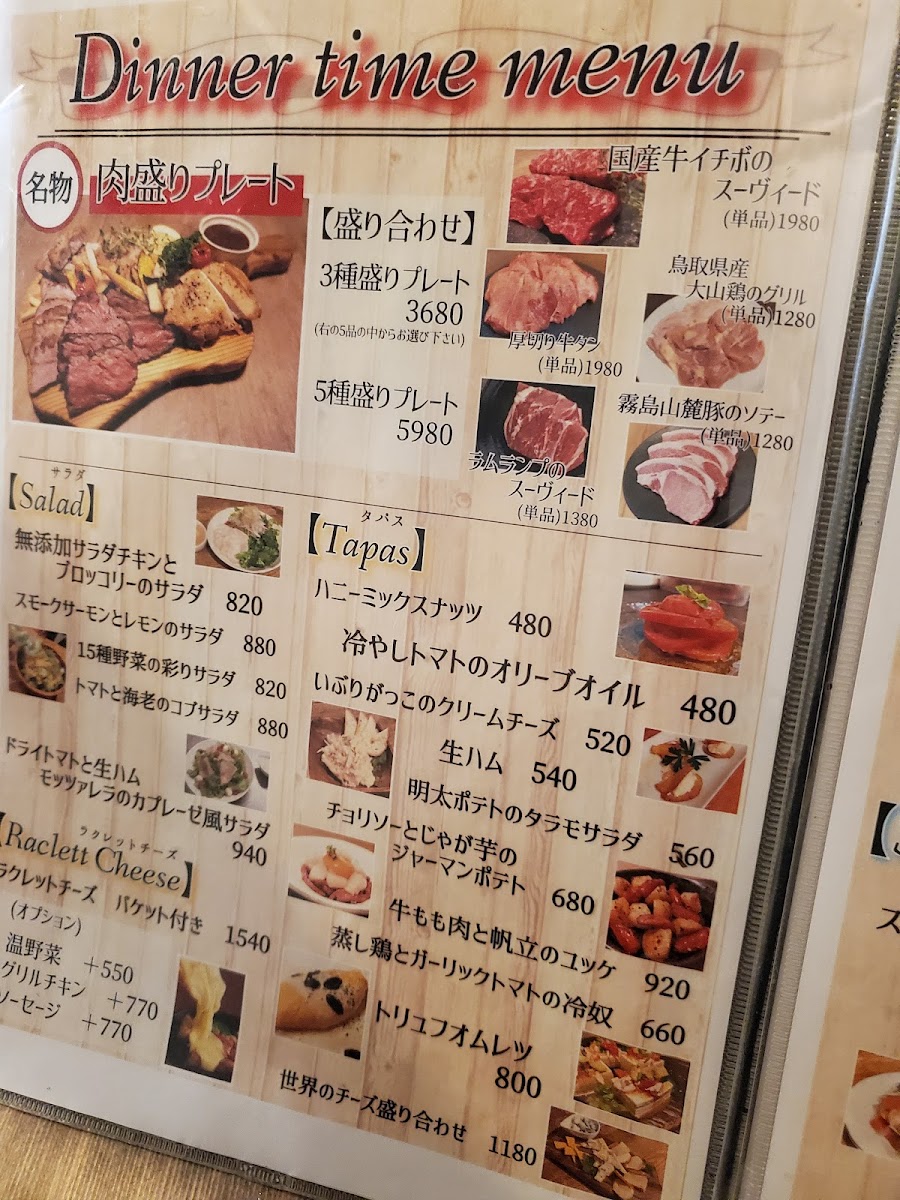 Dinner time menu
名物
肉盛りプレート
【盛り合わせ】
3種盛りプレート
3680
(右の5品の中からお選び下さい)
5種盛りプレート
5980
国産牛イチボの
スーヴィード
(単品)1980
鳥取県産
大山鶏のグリル
(単品)1280
厚切り牛タン
(単品)1980
霧島山麓豚のソテー
(単品)1280
ラムランプの
スーヴィード
(単品)1380
サラダ
【Salad】
無添加サラダチキンと
ブロッコリーのサラダ 820
スモークサーモンとレモンのサラダ 880
15種野菜の彩りサラダ 820
トマトと海老のコブサラダ 880
ドライトマトと生ハム
モッツァレラのカプレーゼ風サラダ
940
ラクレットチーズ
【Raclett Cheese】
ラクレットチーズ バケット付き 1540
(オプション)
温野菜 +550
グリルチキン +770
ソーセージ +770
タパス
【Tapas】
ハニーミックスナッツ 480
冷やしトマトのオリーブオイル 480
いぶりがっこのクリームチーズ 520
生ハム 540
明太ポテトのタラモサラダ 560
チョリソーとじゃが芋の
ジャーマンポテト 680
牛もも肉と帆立のユッケ 920
蒸し鶏とガーリックトマトの冷奴 660
トリュフオムレツ
800
世界のチーズ盛り合わせ 1180